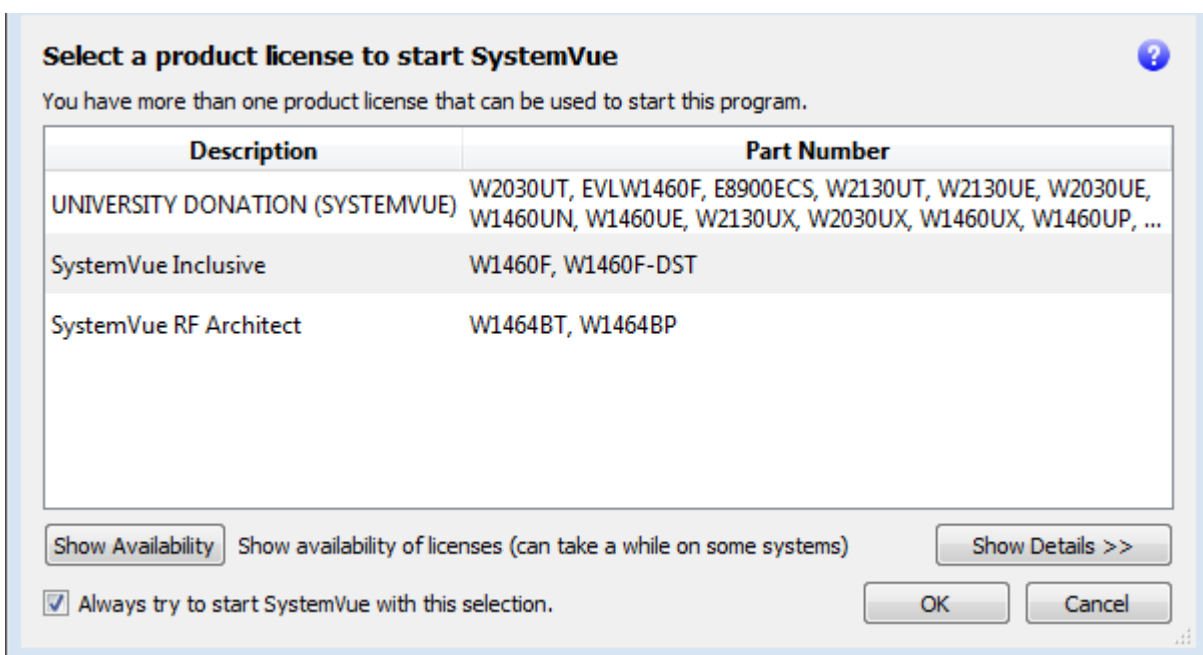 Select a product license to start SystemVue
?
You have more than one product license that can be used to start this program.
Description Part Number
UNIVERSITY DONATION (SYSTEMVUE) W2030UT, EVLW1460F, E8900ECS, W2130UT, W2130UE, W2030UE,
W1460UN, W1460UE, W2130UX, W2030UX, W1460UX, W1460UP, ...
SystemVue Inclusive W1460F, W1460F-DST
SystemVue RF Architect W1464BT, W1464BP
Show Availability Show availability of licenses (can take a while on some systems) Show Details >>
Always try to start SystemVue with this selection. OK Cancel